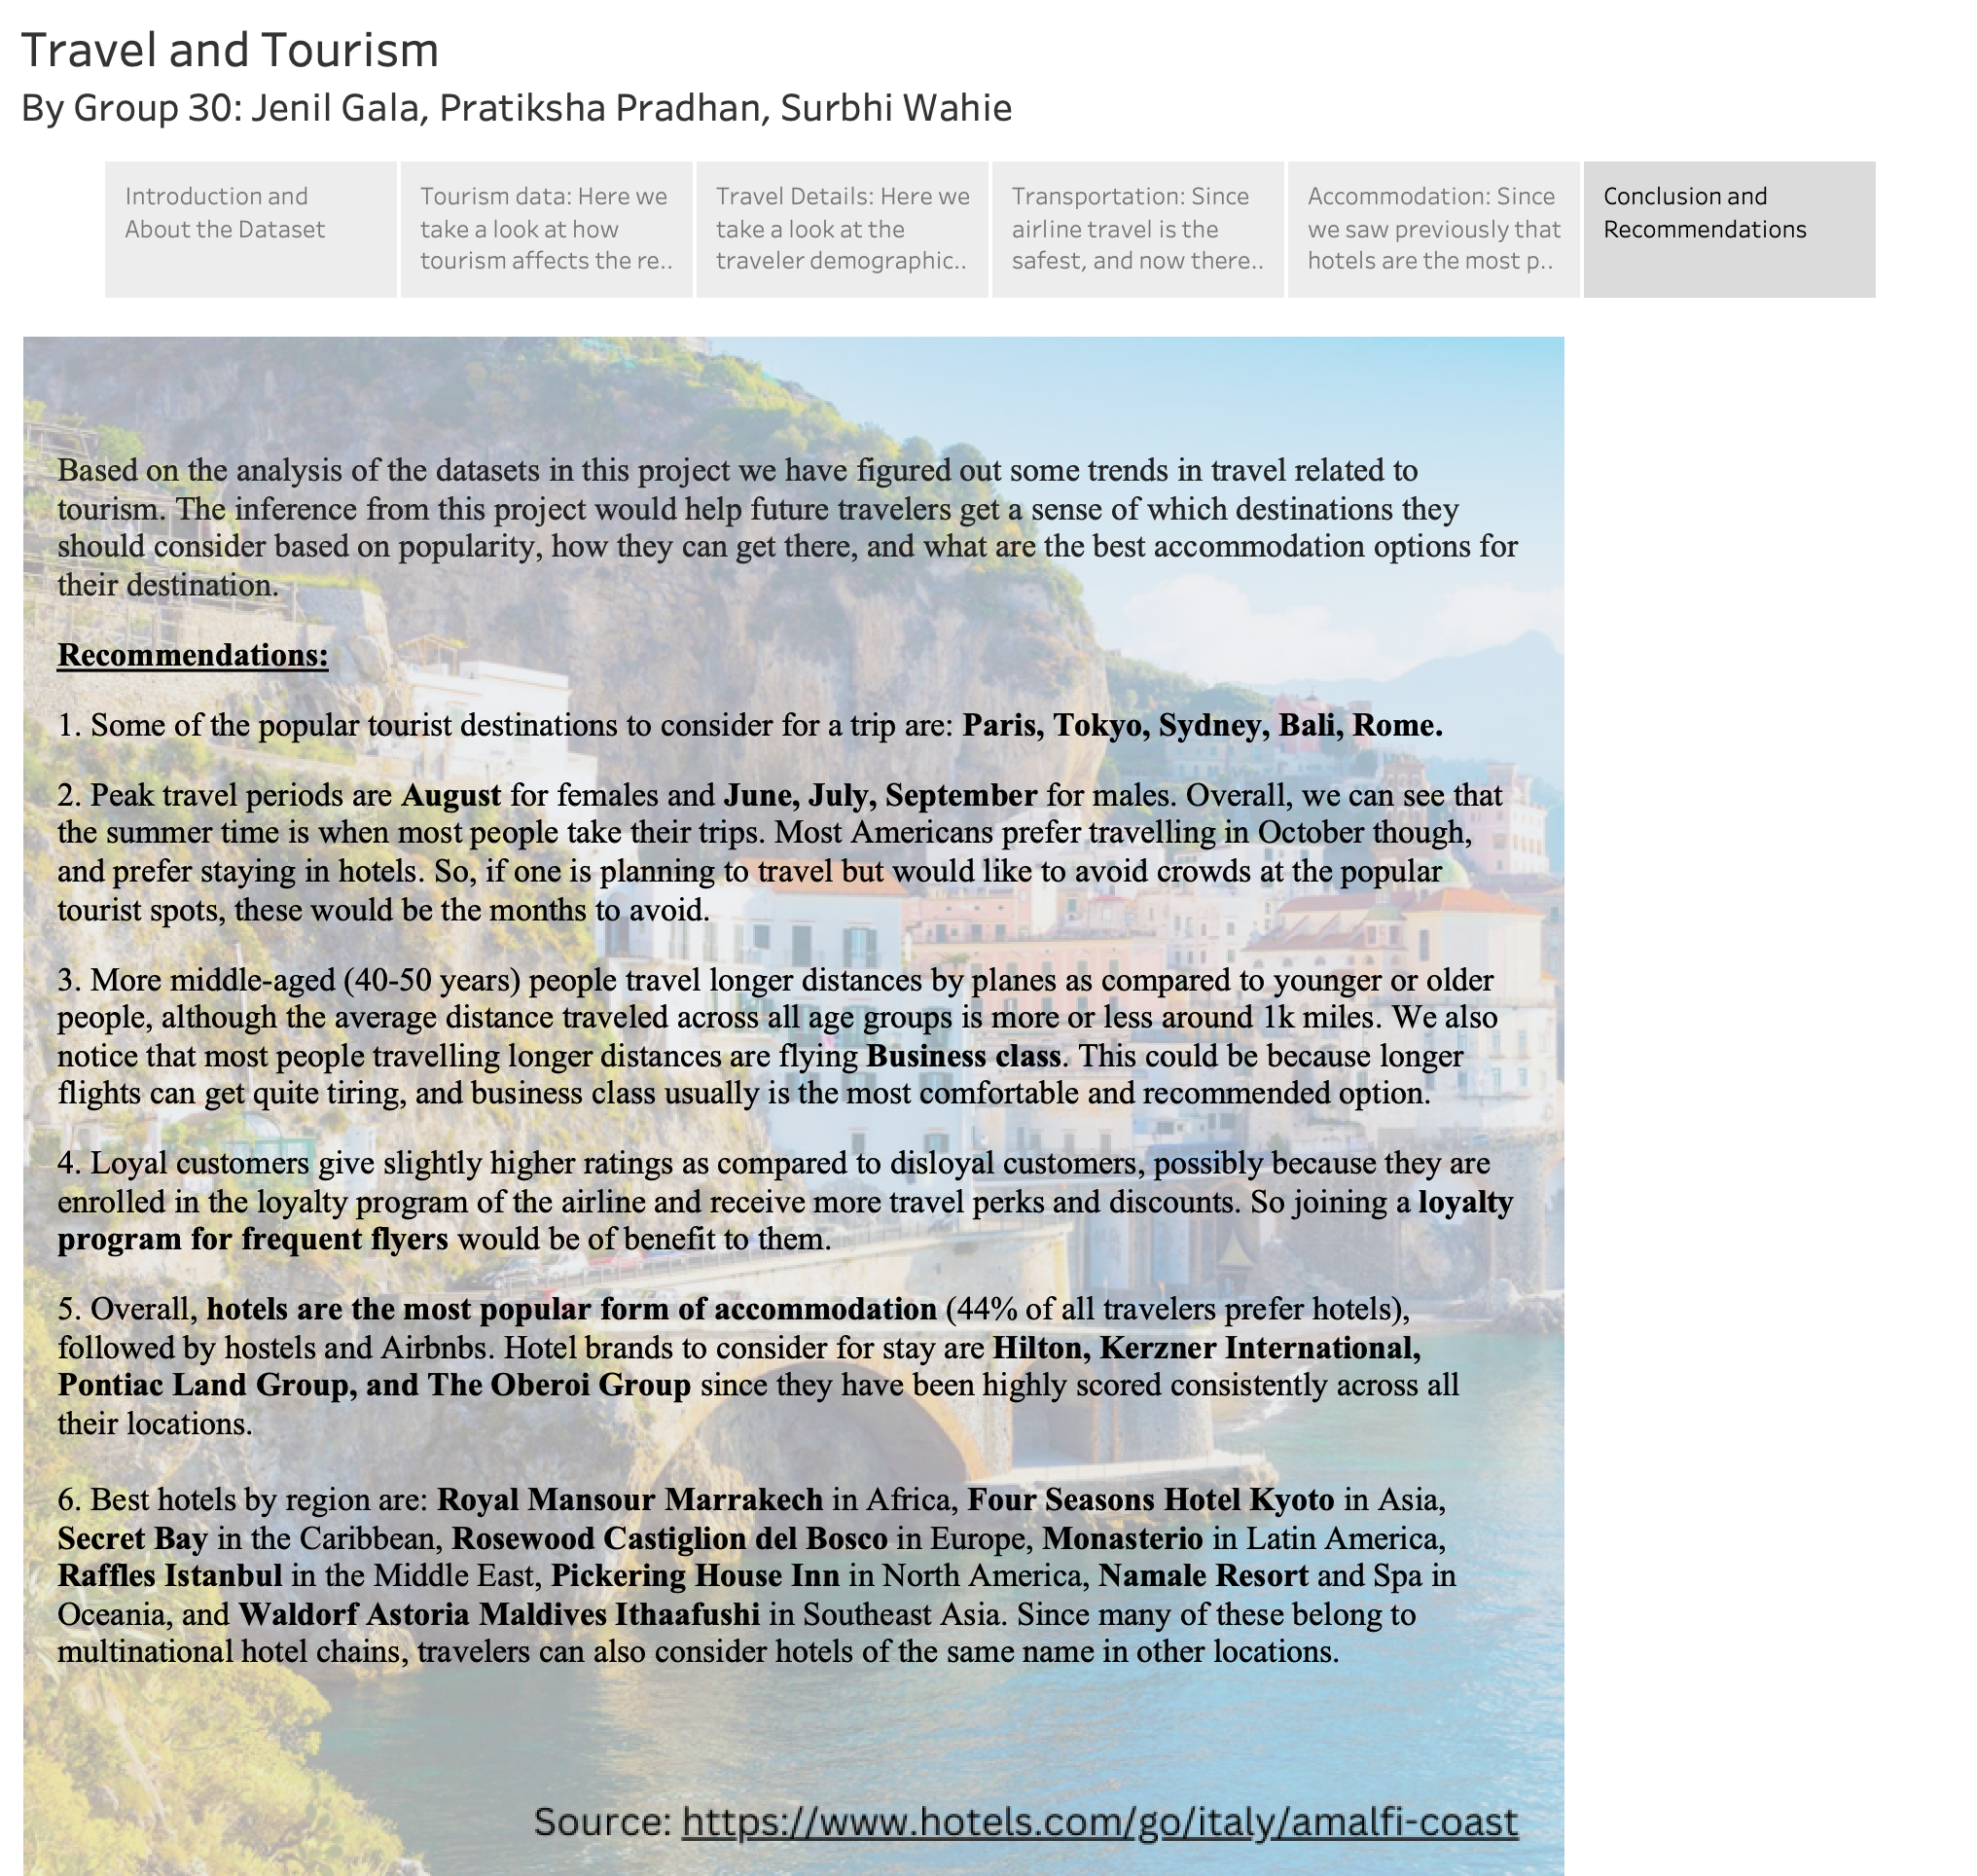 Travel and Tourism
By Group 30: Jenil Gala, Pratiksha Pradhan, Surbhi Wahie
Introduction and
About the Dataset
Tourism data: Here we
take a look at how
tourism affects the re..
Travel Details: Here we
take a look at the
traveler demographic..
Transportation: Since
airline travel is the
safest, and now there..
Accommodation: Since
we saw previously that
hotels are the most p..
Conclusion and
Recommendations
Based on the analysis of the datasets in this project we have figured out some trends in travel related to
tourism. The inference from this project would help future travelers get a sense of which destinations they
should consider based on popularity, how they can get there, and what are the best accommodation options for
their destination.
Recommendations:
1. Some of the popular tourist destinations to consider for a trip are: Paris, Tokyo, Sydney, Bali, Rome.
2. Peak travel periods are August for females and June, July, September for males. Overall, we can see that
the summer time is when most people take their trips. Most Americans prefer travelling in October though,
and prefer staying in hotels. So, if one is planning to travel but would like to avoid crowds at the popular
tourist spots, these would be the months to avoid.
3. More middle-aged (40-50 years) people travel longer distances by planes as compared to younger or older
people, although the average distance traveled across all age groups is more or less around 1k miles. We also
notice that most people travelling longer distances are flying Business class. This could be because longer
flights can get quite tiring, and business class usually is the most comfortable and recommended option.
4. Loyal customers give slightly higher ratings as compared to disloyal customers, possibly because they are
enrolled in the loyalty program of the airline and receive more travel perks and discounts. So joining a loyalty
program for frequent flyers would be of benefit to them.
5. Overall, hotels are the most popular form of accommodation (44% of all travelers prefer hotels),
followed by hostels and Airbnbs. Hotel brands to consider for stay are Hilton, Kerzner International,
Pontiac Land Group, and The Oberoi Group since they have been highly scored consistently across all
their locations.
6. Best hotels by region are: Royal Mansour Marrakech in Africa, Four Seasons Hotel Kyoto in Asia,
Secret Bay in the Caribbean, Rosewood Castiglion del Bosco in Europe, Monasterio in Latin America,
Raffles Istanbul in the Middle East, Pickering House Inn in North America, Namale Resort and Spa in
Oceania, and Waldorf Astoria Maldives Ithaafushi in Southeast Asia. Since many of these belong to
multinational hotel chains, travelers can also consider hotels of the same name in other locations.
Source: https://www.hotels.com/go/italy/amalfi-coast